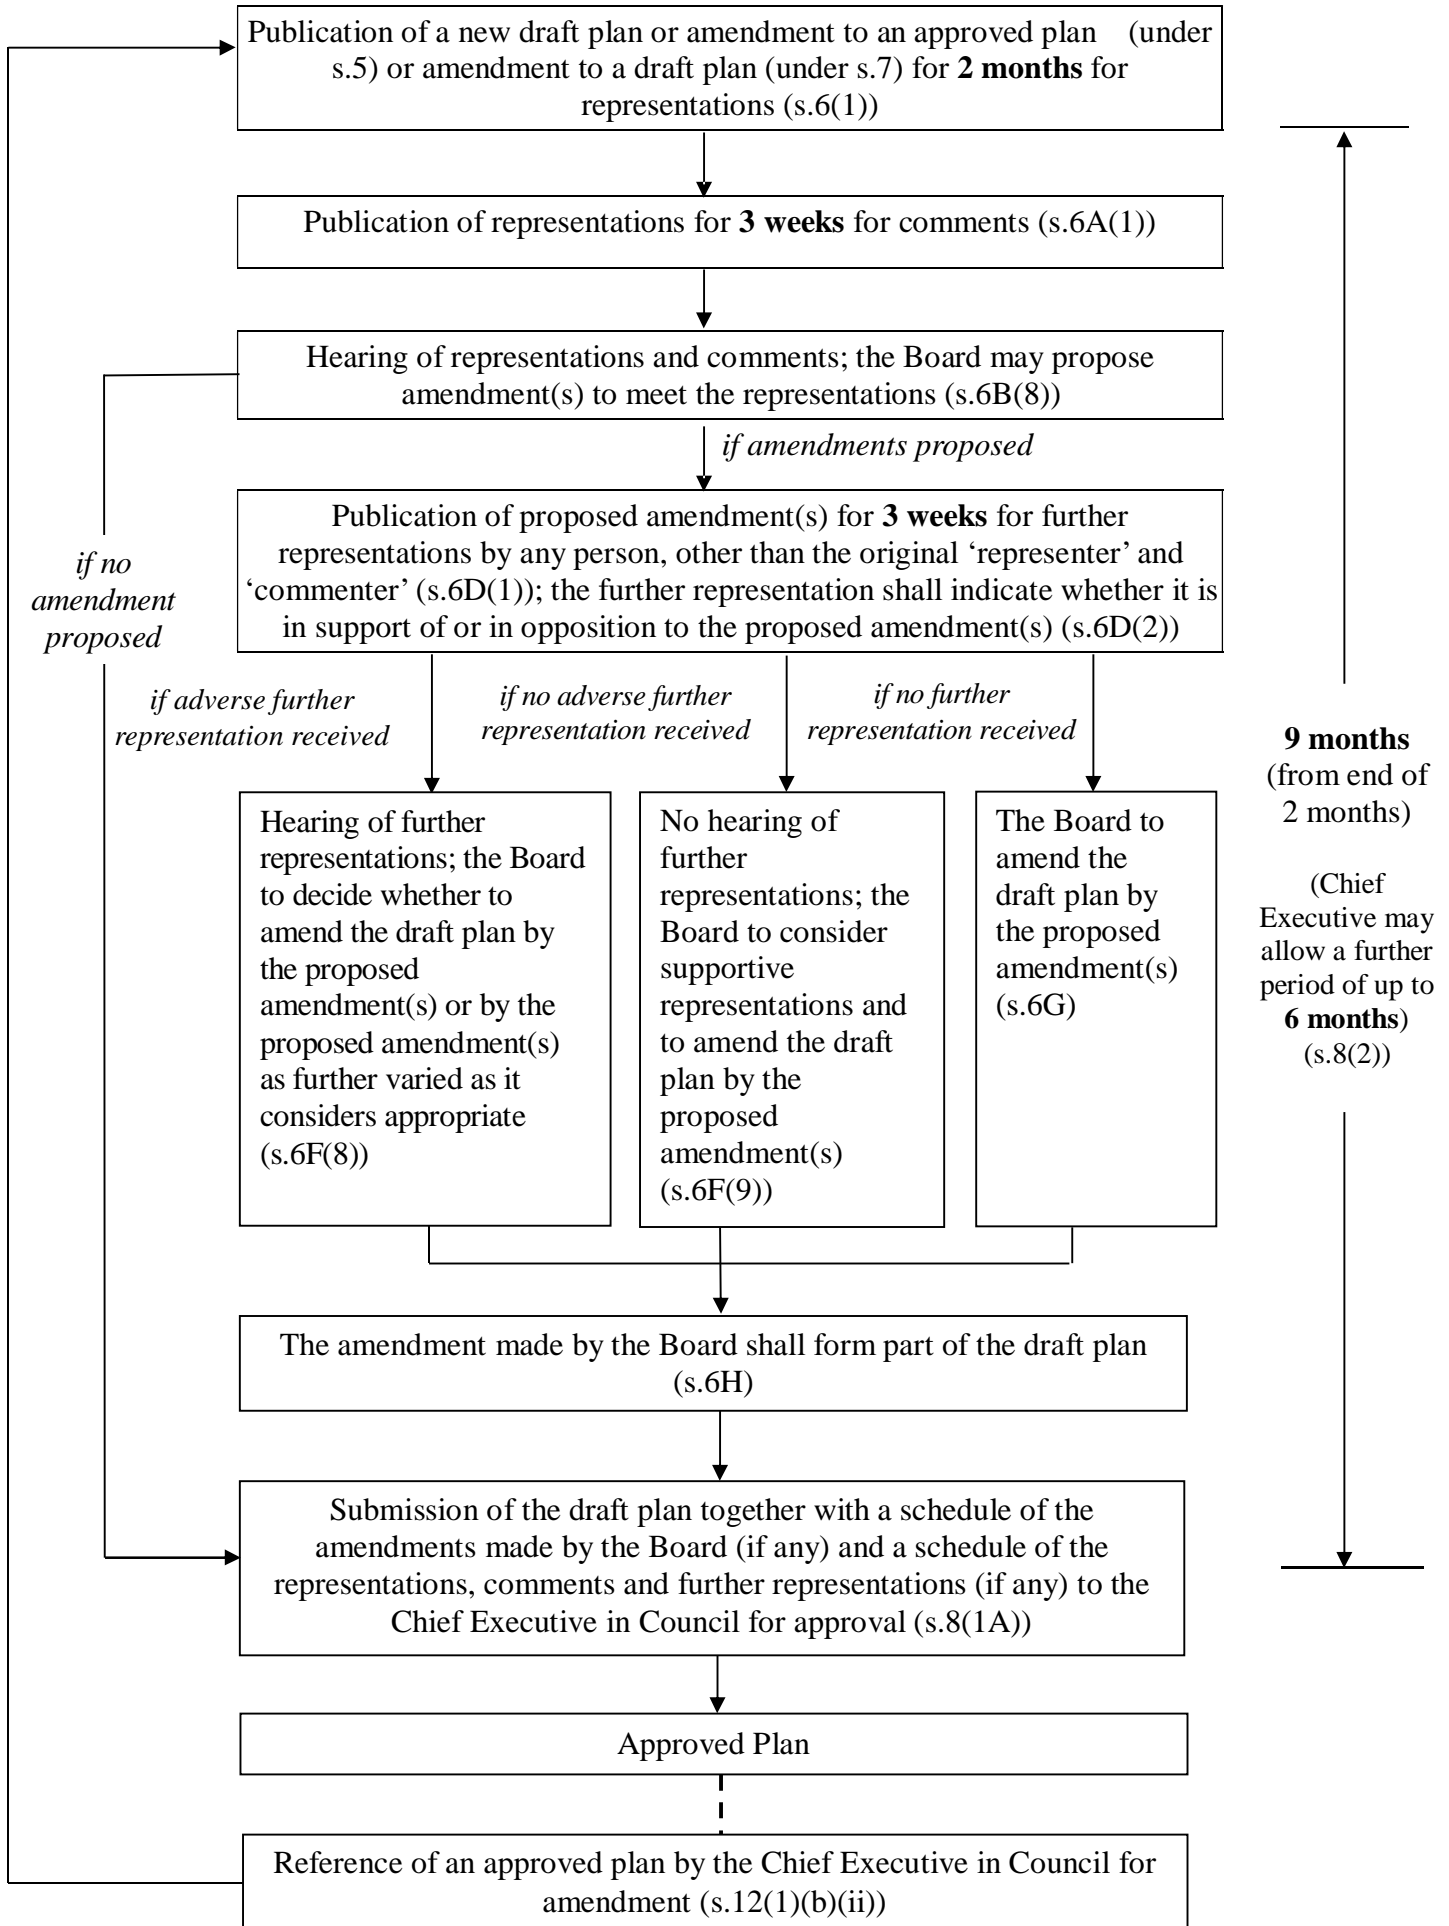 Publication of a new draft plan or amendment to an approved plan (under
s.5) or amendment to a draft plan (under s.7) for 2 months for
representations (s.6(1))
Publication of representations for 3 weeks for comments (s.6A(1))
Hearing of representations and comments; the Board may propose
amendment(s) to meet the representations (s.6B(8))
if amendments proposed
Publication of proposed amendment(s) for 3 weeks for further
representations by any person, other than the original ‘representer’ and
‘commenter’ (s.6D(1)); the further representation shall indicate whether it is
in support of or in opposition to the proposed amendment(s) (s.6D(2))
if no
amendment
proposed
if adverse further
representation received
if no adverse further
representation received
if no further
representation received
Hearing of further
representations; the Board
to decide whether to
amend the draft plan by
the proposed
amendment(s) or by the
proposed amendment(s)
as further varied as it
considers appropriate
(s.6F(8))
No hearing of
further
representations; the
Board to consider
supportive
representations and
to amend the draft
plan by the
proposed
amendment(s)
(s.6F(9))
The Board to
amend the
draft plan by
the proposed
amendment(s)
(s.6G)
9 months
(from end of
2 months)
(Chief
Executive may
allow a further
period of up to
6 months)
(s.8(2))
The amendment made by the Board shall form part of the draft plan
(s.6H)
Submission of the draft plan together with a schedule of the
amendments made by the Board (if any) and a schedule of the
representations, comments and further representations (if any) to the
Chief Executive in Council for approval (s.8(1A))
Approved Plan
Reference of an approved plan by the Chief Executive in Council for
amendment (s.12(1)(b)(ii))